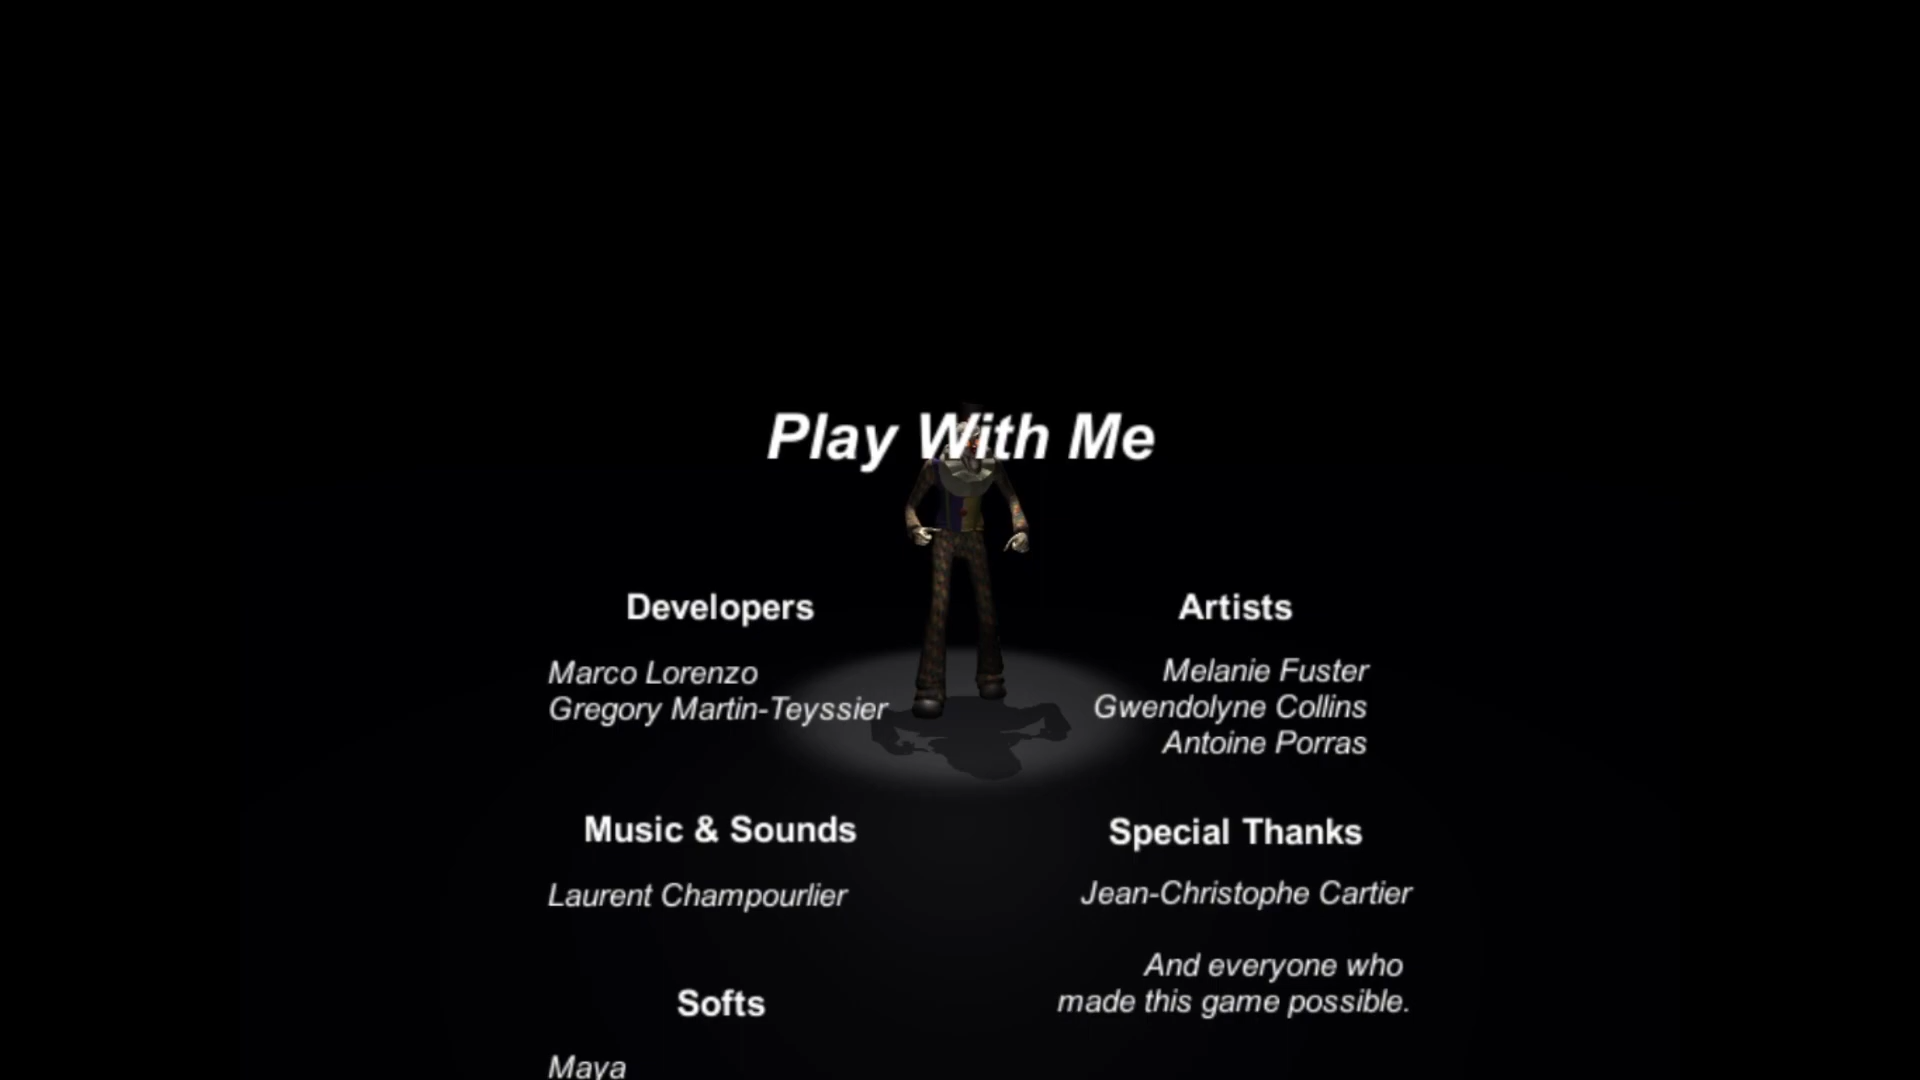 Play With Me
Developers
Marco Lorenzo
Gregory Martin-Teyssier
Artists
Melanie Fuster
Gwendolyne Collins
Antoine Porras
Music & Sounds
Laurent Champourlier
Special Thanks
Jean-Christophe Cartier
And everyone who
made this game possible.
Softs
Maya